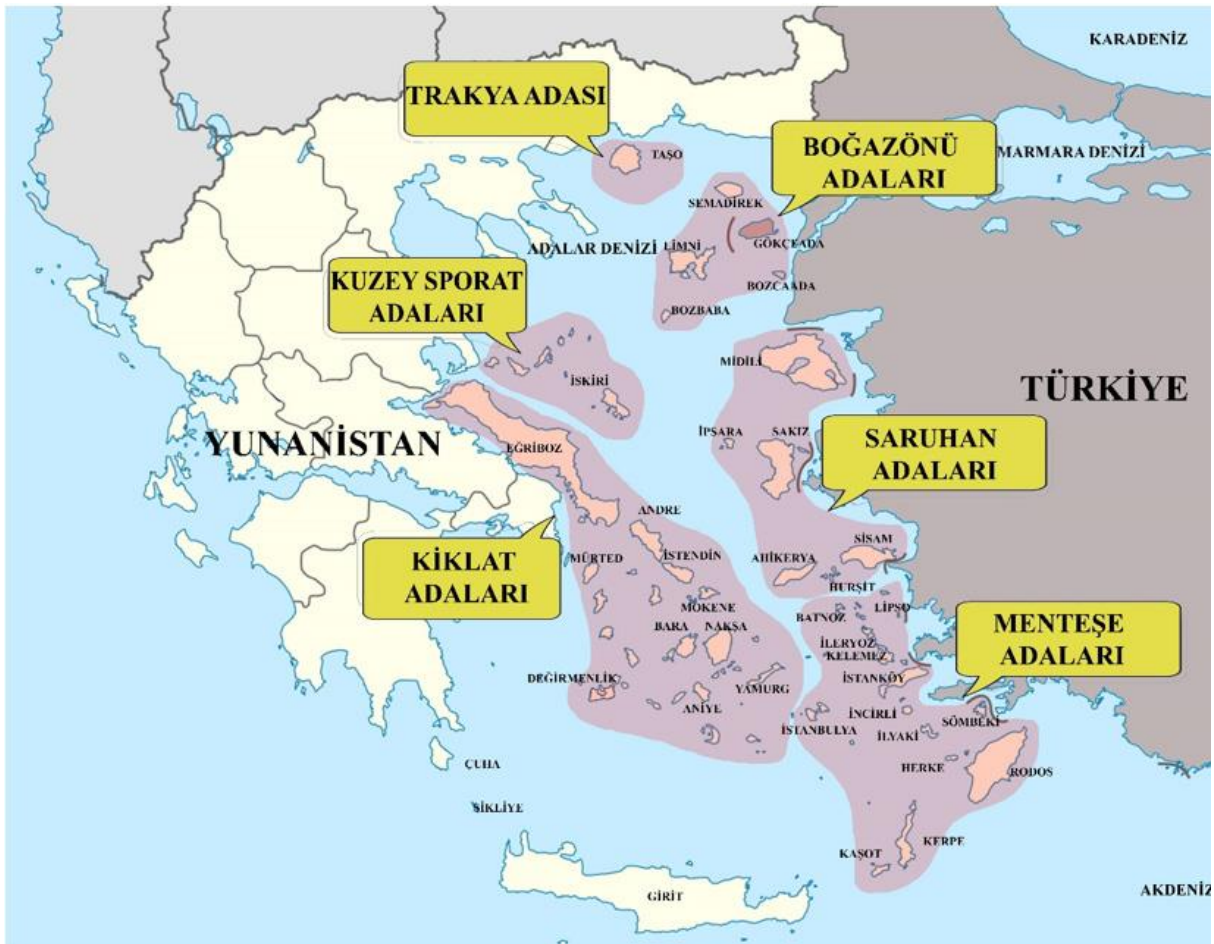 KARADENİZ
TRAKYA ADASI
TAŞO
BOĞAZÖNÜ
ADALARI
MARMARA DENİZİ
SEMADİREK
ADALAR DENİZİ
LİMNİ
GÖKÇEADA
KUZEY SPORAT
ADALARI
BOZCAADA
BOZBABA
MİDİLİ
İSKİRİ
TÜRKİYE
YUNANİSTAN
İPSARA
SAKIZ
SARUHAN
ADALARI
EĞRİBOZ
ANDRE
KİKLAT
ADALARI
MÜRTED
İSTENDİN
AHİKERYA
SİSAM
HURŞİT
MÖKENE
BATNOZ
LİPSO
BARA
NAKŞA
İLERYOZ
KELEMEZ
MENTEŞE
ADALARI
DEĞİRMENLİK
YAMURG
İSTANKÖY
ANİYE
İNCİRLİ
SÖMBEKİ
İSTANBULYA
İLYAKİ
ÇUHA
HERKE
RODOS
SİKLİYE
KERPE
KAŞOT
GİRİT
AKDENİZ